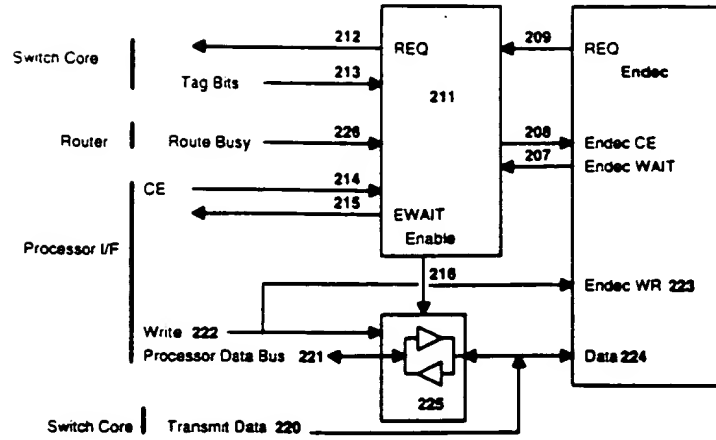 212 REQ 209 REQ
Switch Core Tag Bits 213 211 Endec
Router Route Busy 226 208 Endec CE
207 Endec WAIT
CE 214
215 EWAIT
Enable
Processor I/F 216 Endec WR 223
Write 222
Processor Data Bus 221 Data 224
225
Switch Core Transmit Data 220